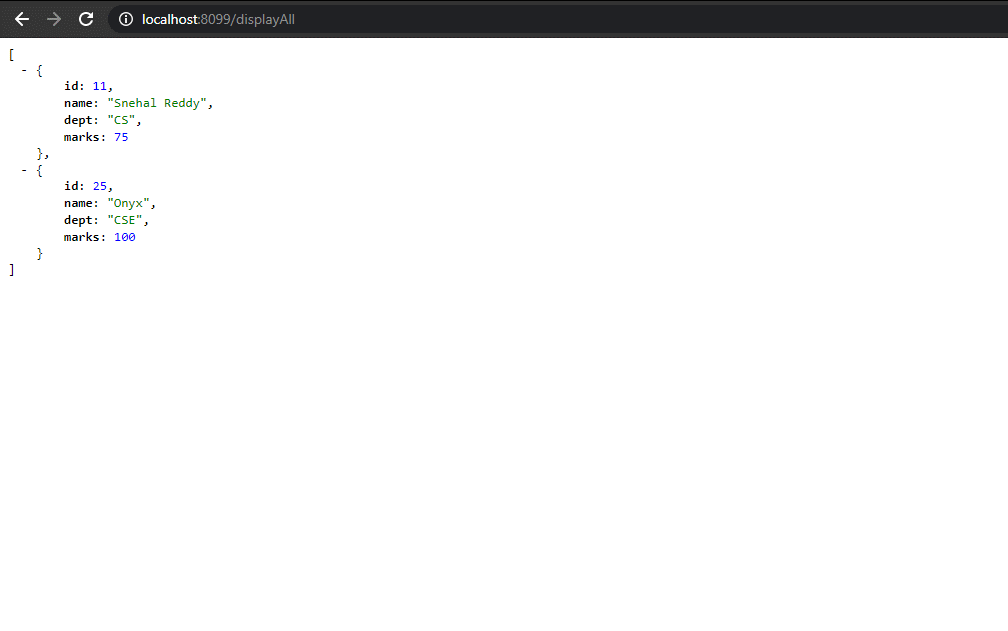 localhost:8099/displayAll
[
- {
id: 11,
name: "Snehal Reddy",
dept: "CS",
marks: 75
},
- {
id: 25,
name: "Onyx",
dept: "CSE",
marks: 100
}
]